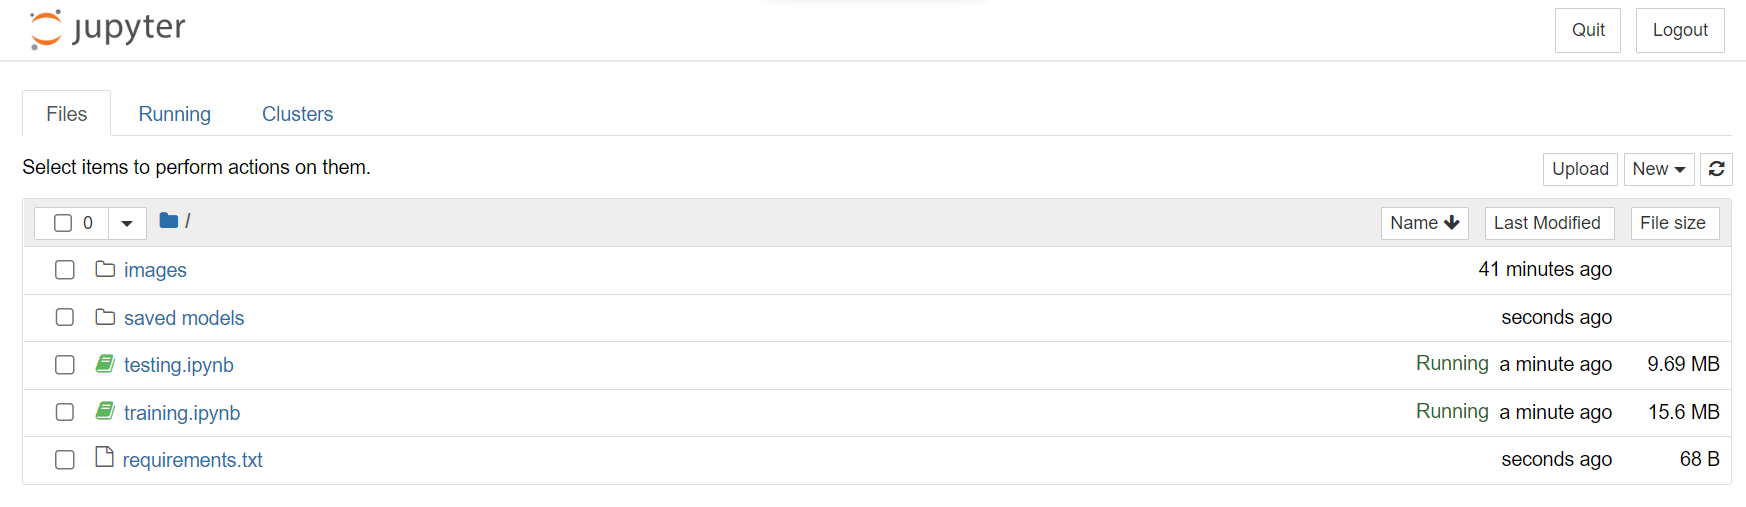 jupyter
Quit Logout
Files Running Clusters
Select items to perform actions on them.
Upload New
0 / Name Last Modified File size
images 41 minutes ago
saved models seconds ago
testing.ipynb Running a minute ago 9.69 MB
training.ipynb Running a minute ago 15.6 MB
requirements.txt seconds ago 68 B